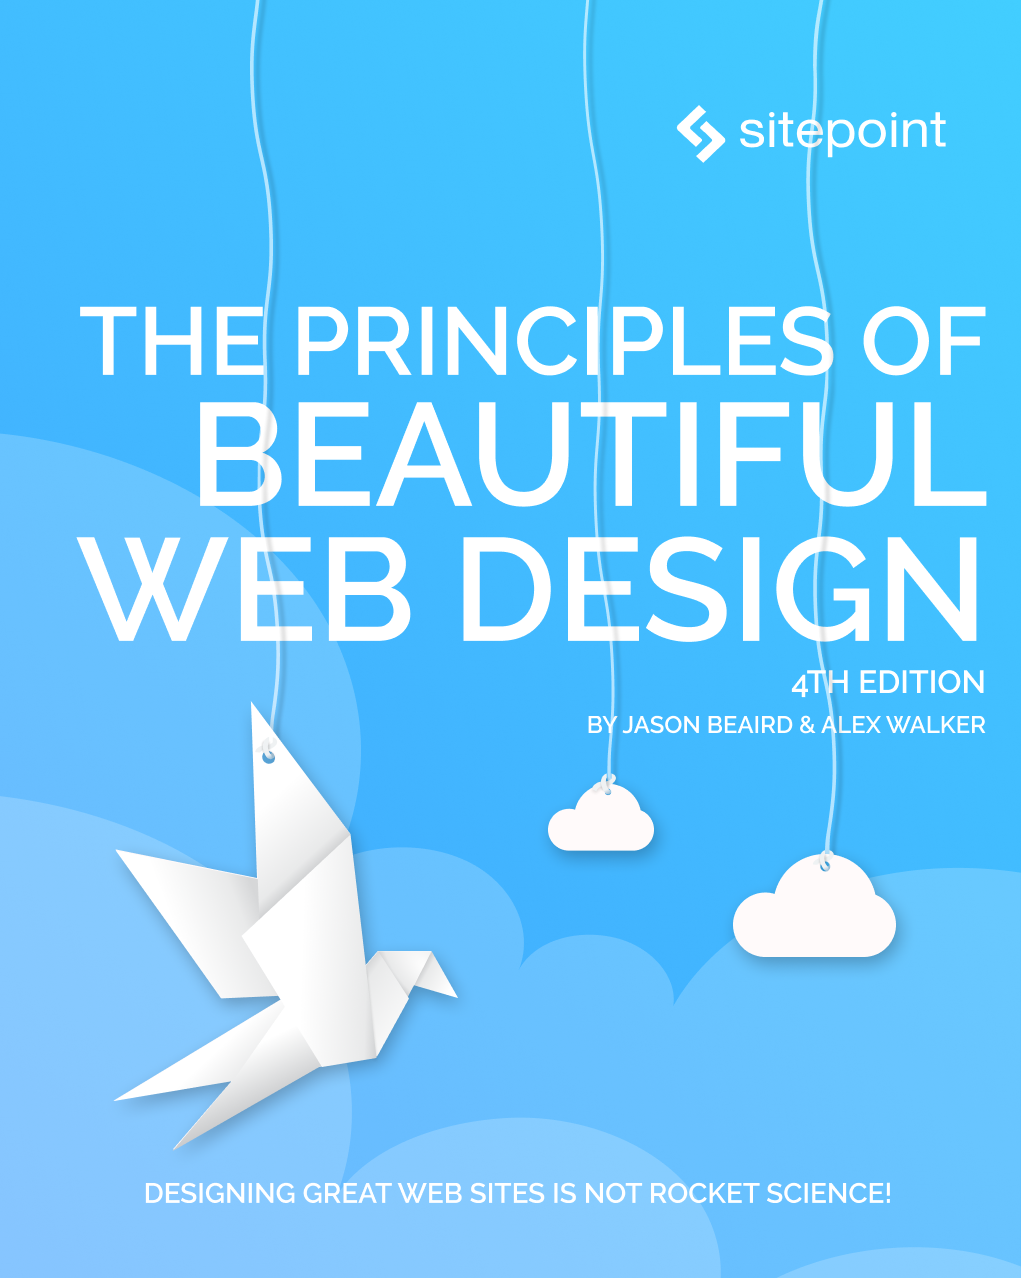 sitepoint
THE PRINCIPLES OF
BEAUTIFUL
WEB DESIGN
4TH EDITION
BY JASON BEAIRD & ALEX WALKER
DESIGNING GREAT WEB SITES IS NOT ROCKET SCIENCE!